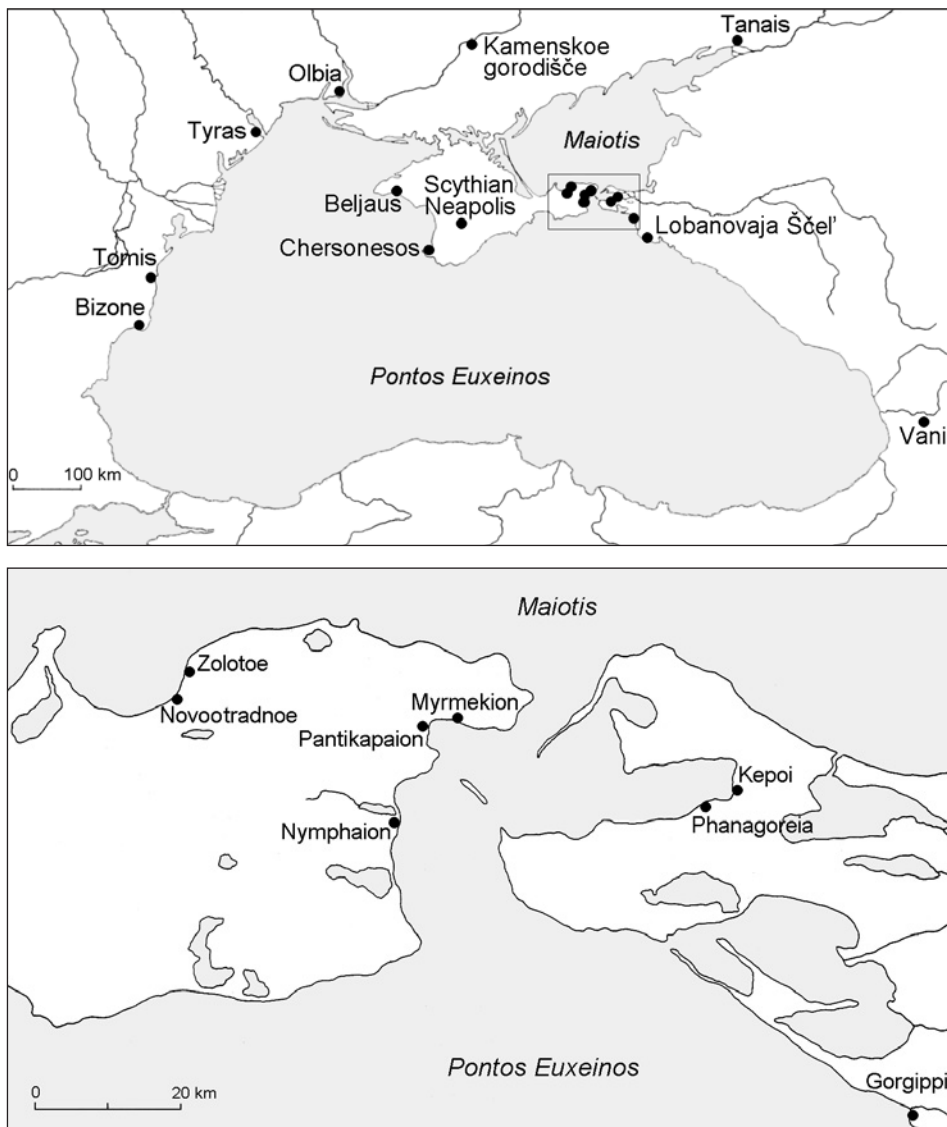 Tanais
Kamenskoe
gorodišče
Olbia
Tyras
Maiotis
Scythian
Neapolis
Beljaus
Lobanovaja Ščel’
Chersonesos
Tomis
Bizone
Pontos Euxeinos
Vani
0 100 km
Maiotis
Zolotoe
Novootradnoe
Myrmekion
Pantikapaion
Kepoi
Phanagoreia
Nymphaion
Pontos Euxeinos
Gorgippi
0 20 km